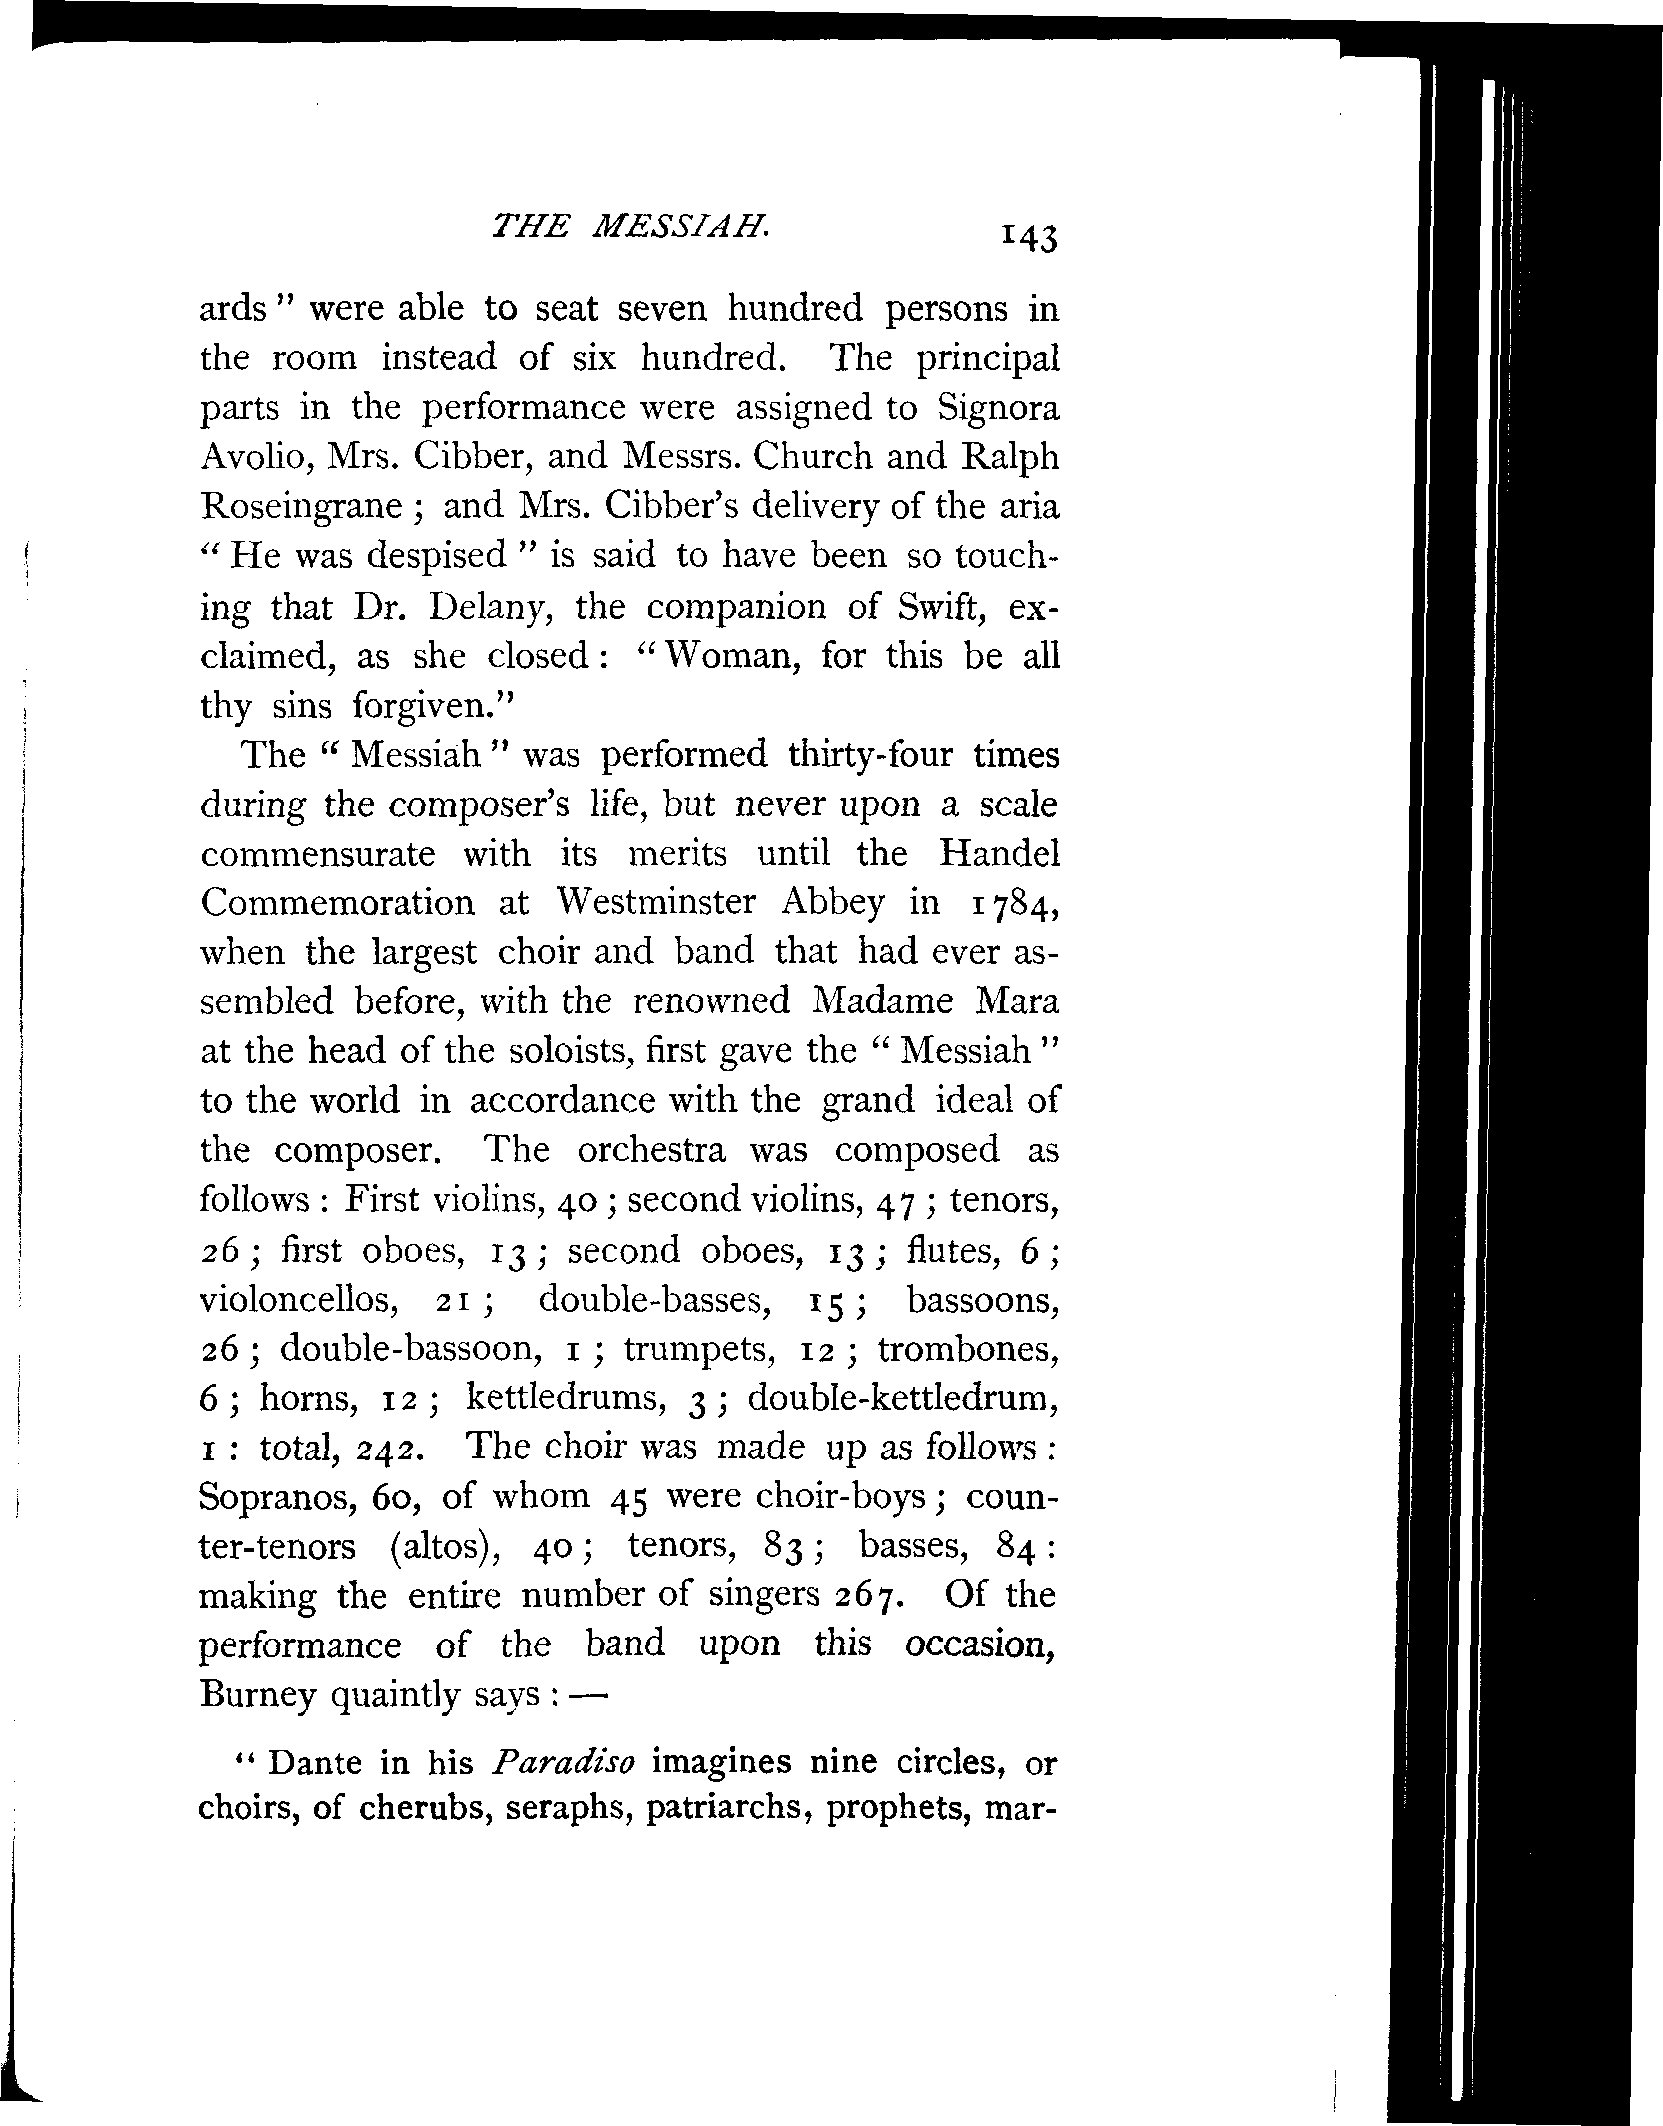 THE MESSIAH. 143
ards" were able to seat seven hundred persons in
the room instead of six hundred. The principal
parts in the performance were assigned to Signora
Avolio, Mrs. Cibber, and Messrs. Church and Ralph
Roseingrane ; and Mrs. Cibber's delivery of the aria
"He was despised" is said to have been so touch-
ing that Dr. Delany, the companion of Swift, ex-
claimed, as she closed : "Woman, for this be all
thy sins forgiven."
The "Messiah" was performed thirty-four times
during the composer's life, but never upon a scale
commensurate with its merits until the Handel
Commemoration at Westminster Abbey in 1784,
when the largest choir and band that had ever as-
sembled before, with the renowned Madame Mara
at the head of the soloists, first gave the "Messiah"
to the world in accordance with the grand ideal of
the composer. The orchestra was composed as
follows : First violins, 40 ; second violins, 47 ; tenors,
26 ; first oboes, 13 ; second oboes, 13 ; flutes, 6 ;
violoncellos, 21 ; double-basses, 15 ; bassoons,
26 ; double-bassoon, 1 ; trumpets, 12 ; trombones,
6 ; horns, 12 ; kettledrums, 3 ; double-kettledrum,
1 : total, 242. The choir was made up as follows :
Sopranos, 60, of whom 45 were choir-boys ; coun-
ter-tenors (altos), 40 ; tenors, 83 ; basses, 84 :
making the entire number of singers 267. Of the
performance of the band upon this occasion,
Burney quaintly says : —
"Dante in his Paradiso imagines nine circles, or
choirs, of cherubs, seraphs, patriarchs, prophets, mar-